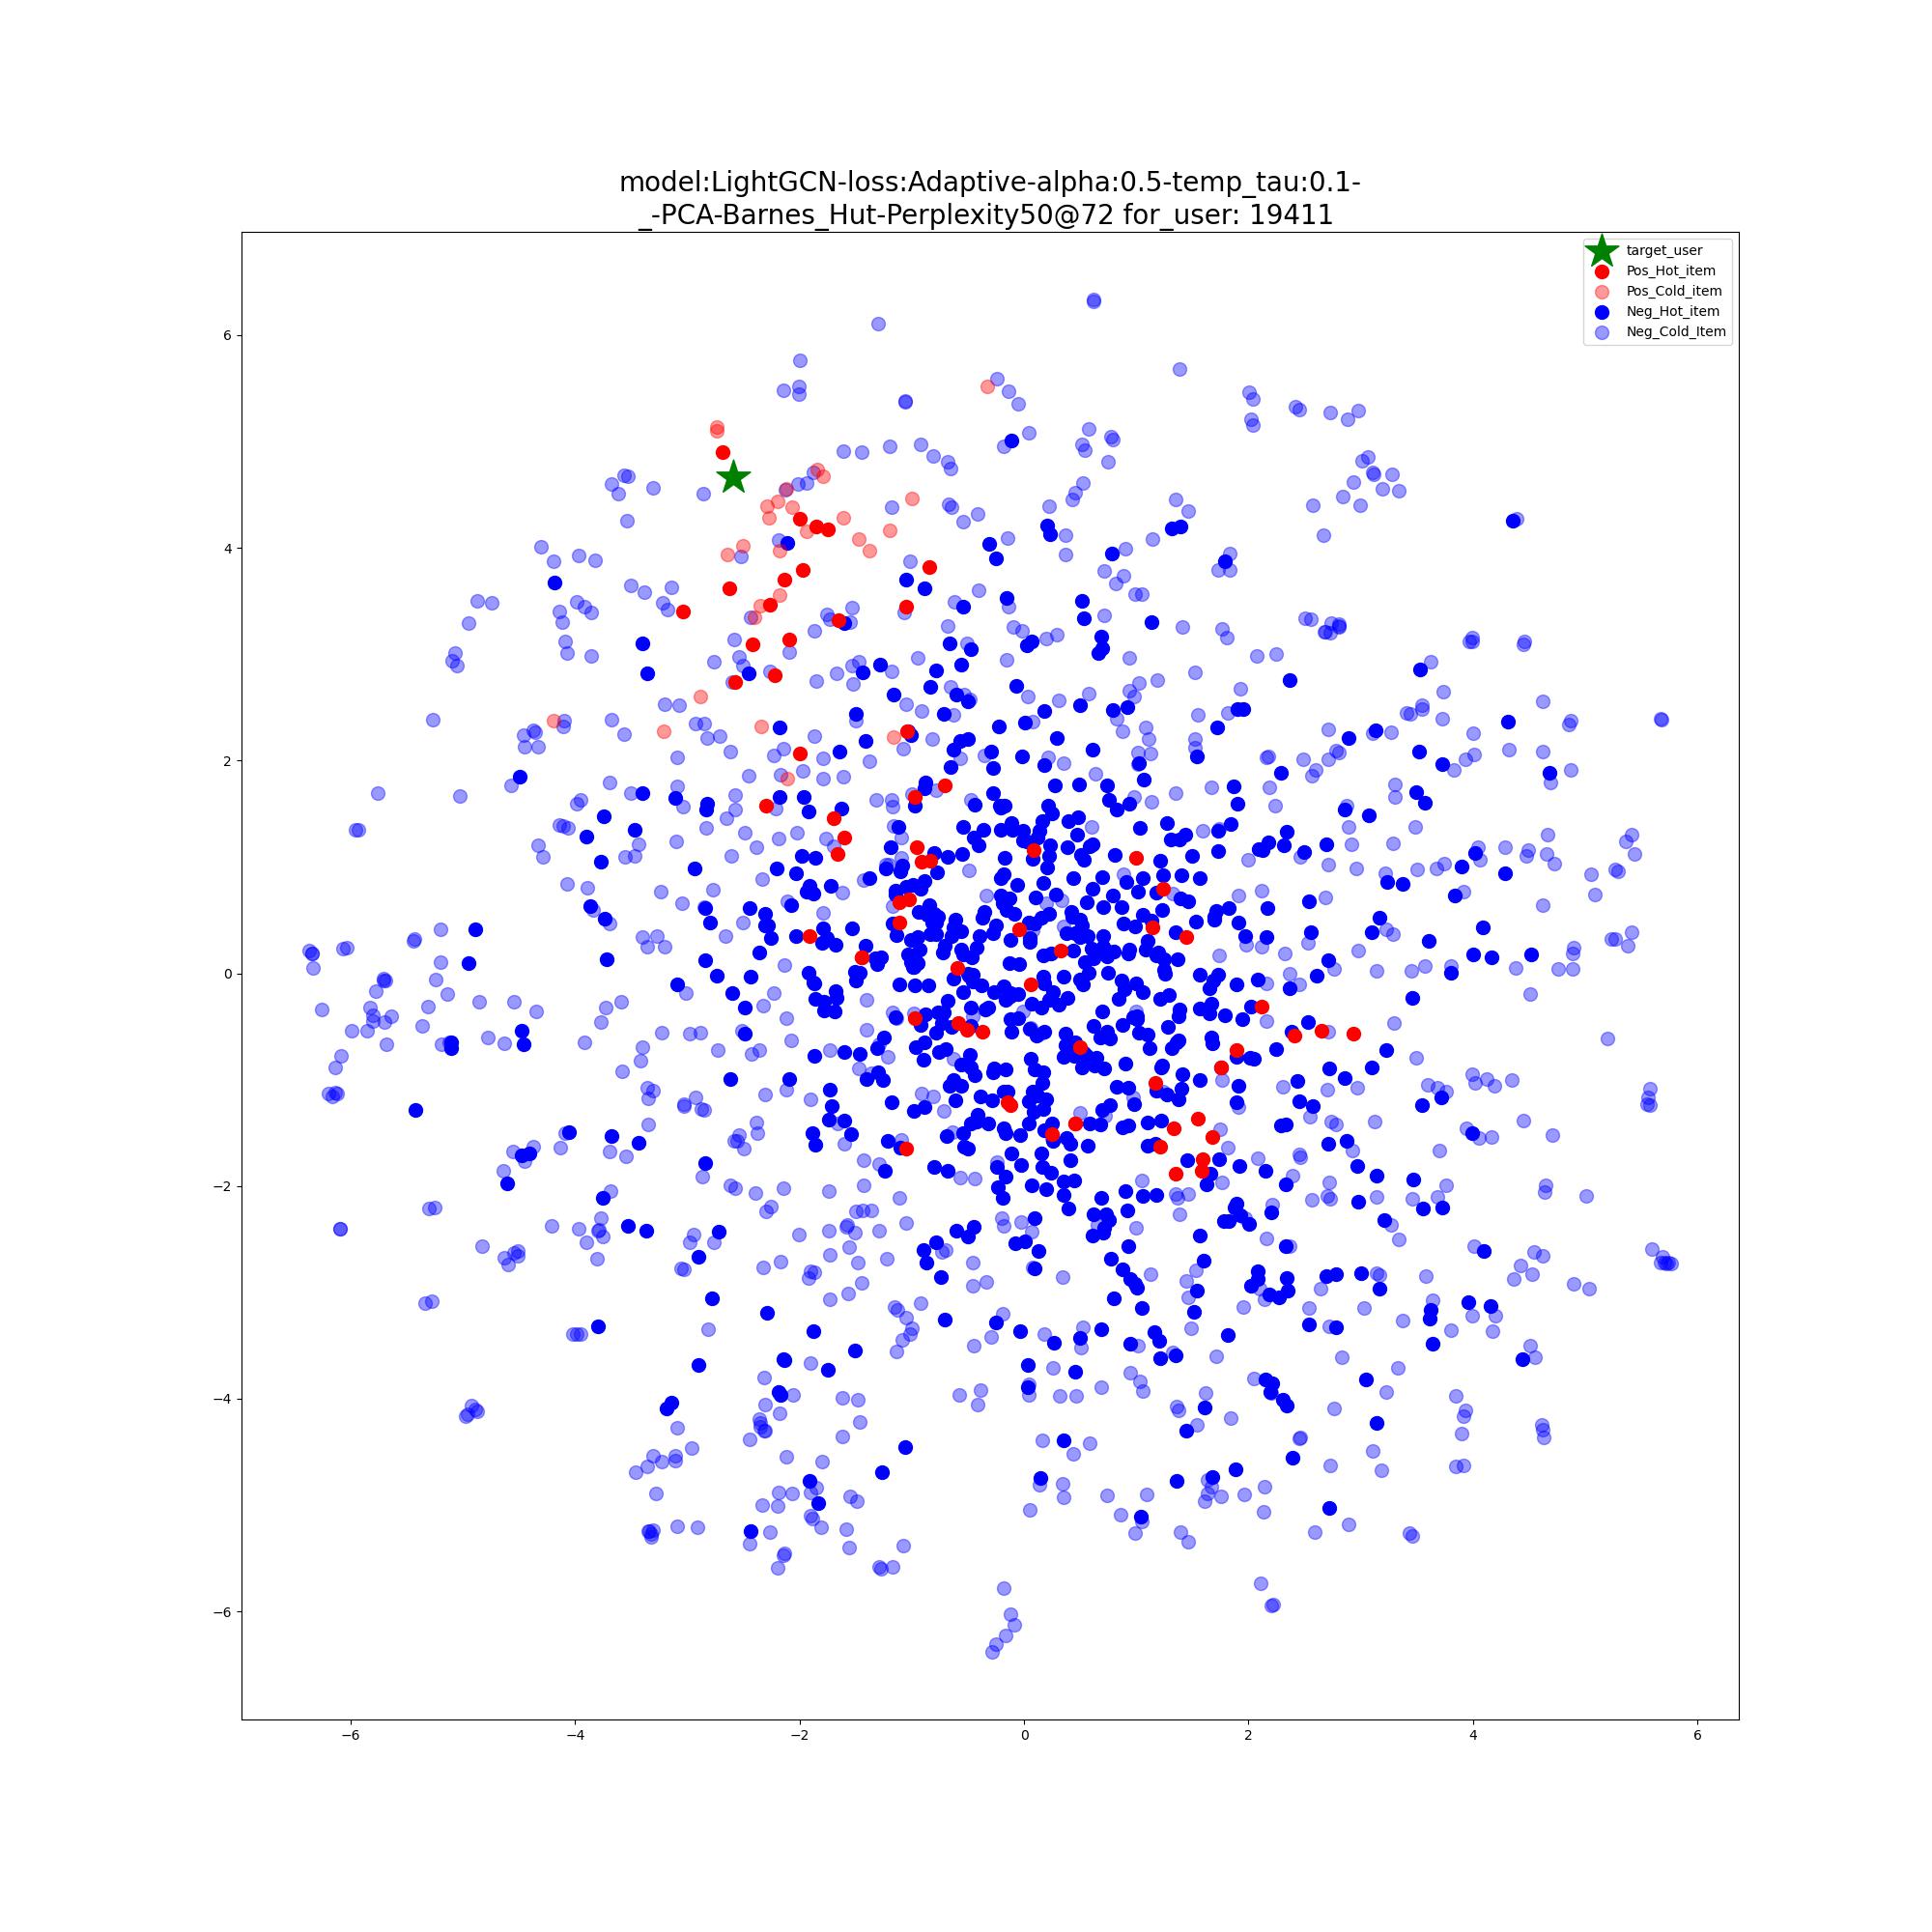 model:LightGCN-loss:Adaptive-alpha:0.5-temp_tau:0.1-
_-PCA-Barnes_Hut-Perplexity50@72 for_user: 19411
target_user
Pos_Hot_item
Pos_Cold_item
Neg_Hot_item
Neg_Cold_Item
6
4
2
0
−2
−4
−6
−6 −4 −2 0 2 4 6